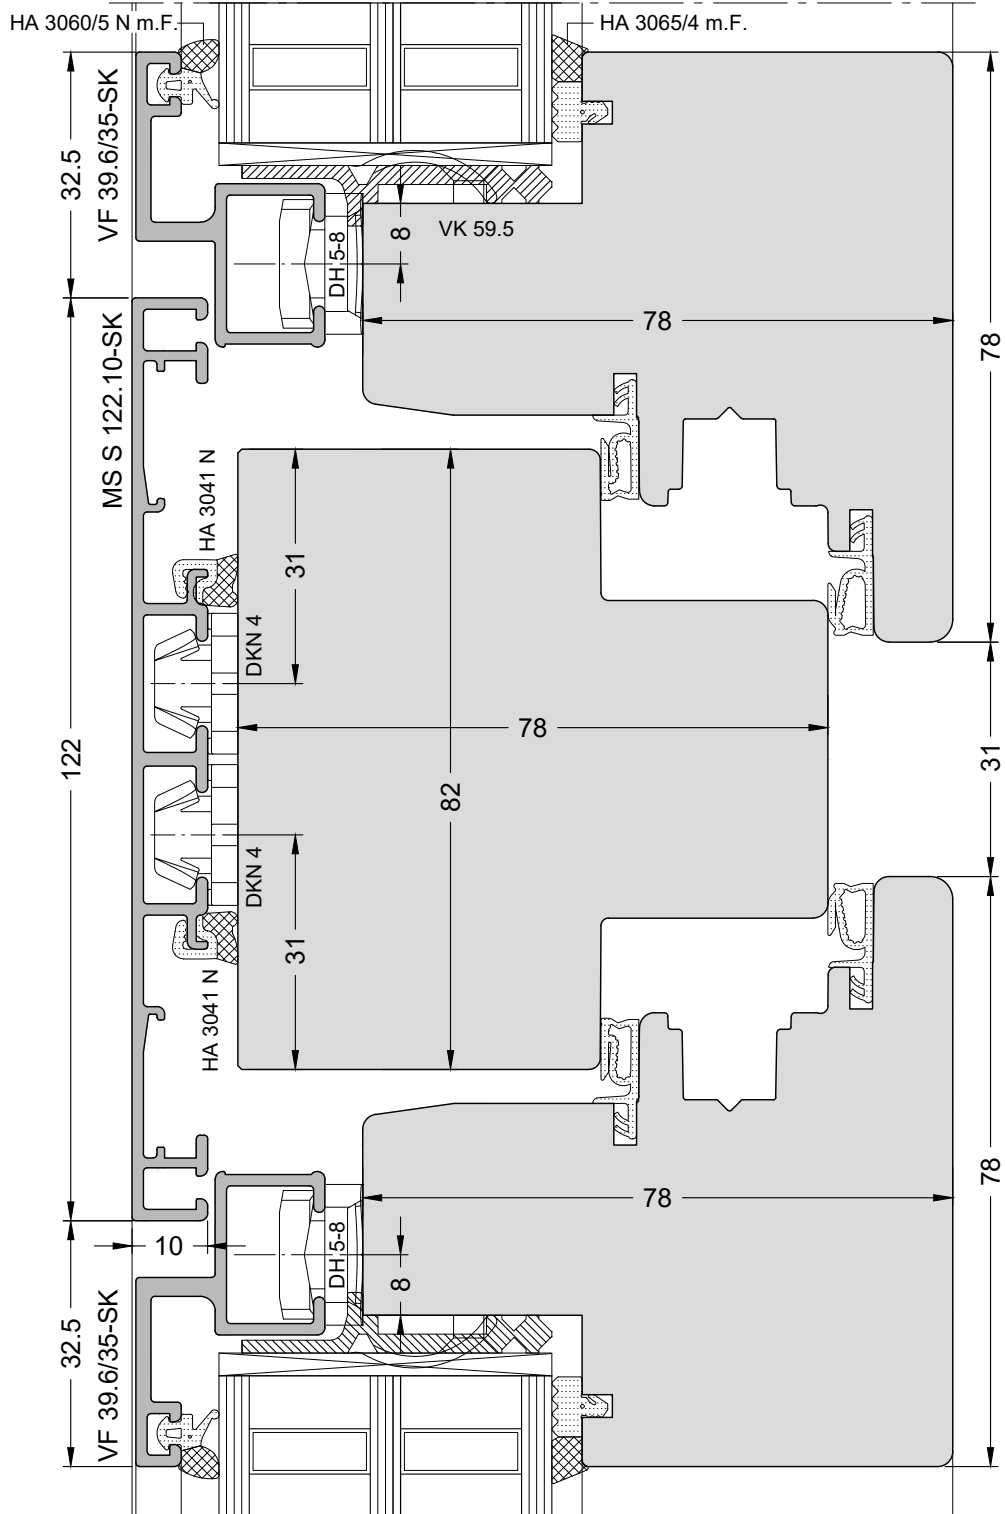 HA 3060/5 N m.F.
HA 3065/4 m.F.
32.5
VF 39.6/35-SK
DH 5-8
8
VK 59.5
78
78
MS S 122.10-SK
HA 3041 N
31
DKN 4
122
78
82
31
DKN 4
31
HA 3041 N
78
78
10
DH 5-8
8
32.5
VF 39.6/35-SK